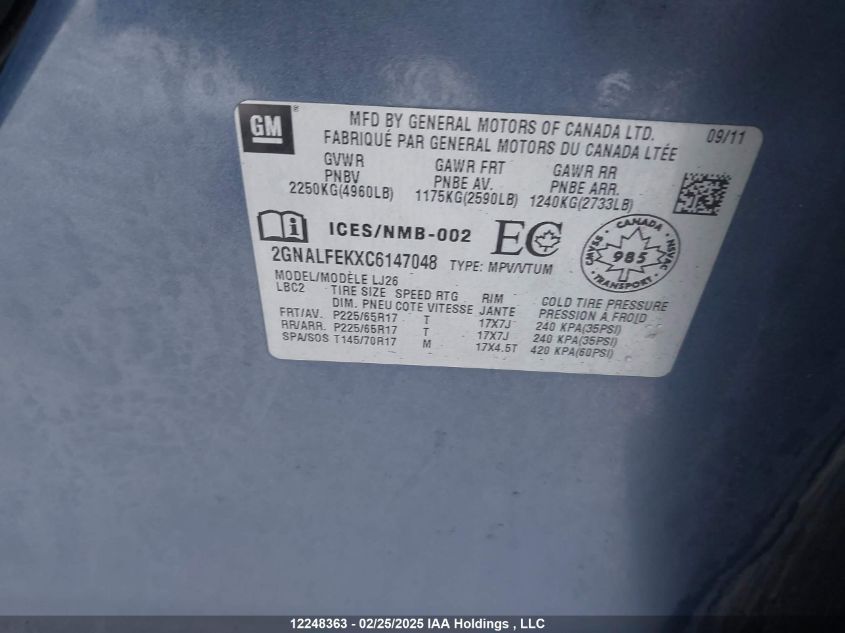 GM ®
MFD BY GENERAL MOTORS OF CANADA LTD. 09/11
FABRIQUÉ PAR GENERAL MOTORS DU CANADA LTÉE
GVWR GAWR FRT GAWR RR
PNBV PNBE AV. PNBE ARR.
2250KG(4960LB) 1175KG(2590LB) 1240KG(2733LB)
ICES/NMB-002 EC
CANADA
CMVSS NSVAC
985
TRANSPORT
2GNALFEKXC6147048 TYPE: MPV/VTUM
MODEL/MODÈLE LJ26
LBC2 TIRE SIZE SPEED RTG RIM COLD TIRE PRESSURE
DIM. PNEU COTE VITESSE JANTE PRESSION A FROID
FRT/AV. P225/65R17 T 17X7J 240 KPA(35PSI)
RR/ARR. P225/65R17 T 17X7J 240 KPA(35PSI)
SPA/SOS T145/70R17 M 17X4.5T 420 KPA(60PSI)
12248363 - 02/25/2025 IAA Holdings , LLC